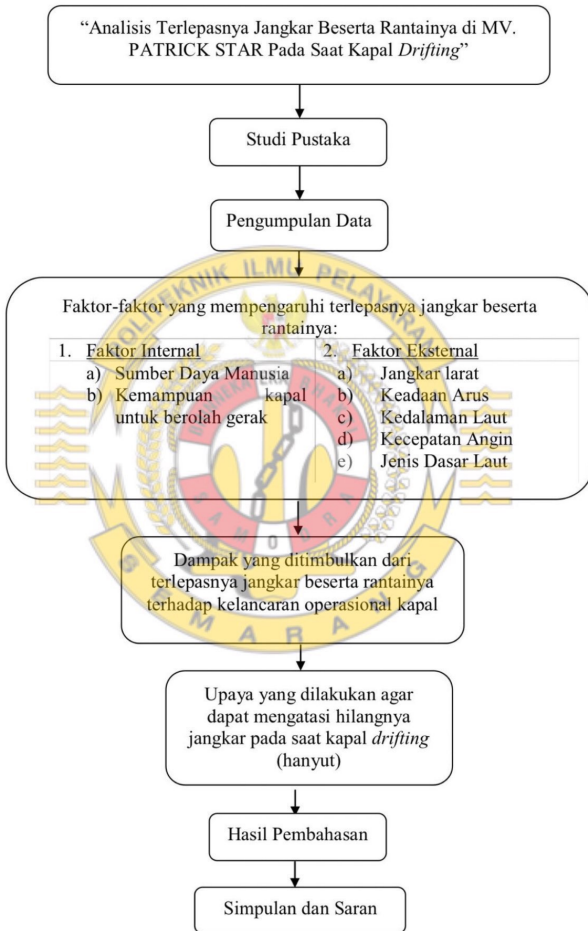 “Analisis Terlepasnya Jangkar Beserta Rantainya di MV.
PATRICK STAR Pada Saat Kapal Drifting”
Studi Pustaka
Pengumpulan Data
Faktor-faktor yang mempengaruhi terlepasnya jangkar beserta
rantainya:
1. Faktor Internal
a) Sumber Daya Manusia
b) Kemampuan kapal
untuk berolah gerak
2. Faktor Eksternal
a) Jangkar larat
b) Keadaan Arus
c) Kedalaman Laut
d) Kecepatan Angin
e) Jenis Dasar Laut
Dampak yang ditimbulkan dari
terlepasnya jangkar beserta rantainya
terhadap kelancaran operasional kapal
Upaya yang dilakukan agar
dapat mengatasi hilangnya
jangkar pada saat kapal drifting
(hanyut)
Hasil Pembahasan
Simpulan dan Saran
POLITEKNIK ILMU PELAYARAN
SEMARANG